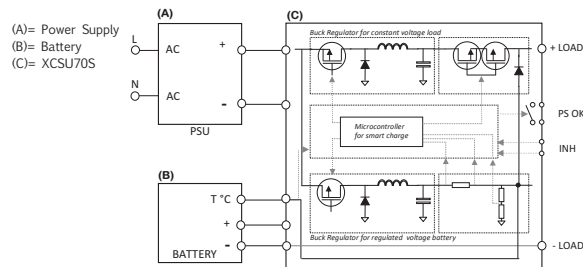 (A)= Power Supply
(B)= Battery
(C)= XCSU70S
(A)
L
AC
+
N
AC
-
PSU
(B)
T °C
+
-
BATTERY
(C)
Buck Regulator for constant voltage load
Microcontroller
for smart charge
Buck Regulator for regulated voltage battery
+ LOAD
PS OK
INH
- LOAD